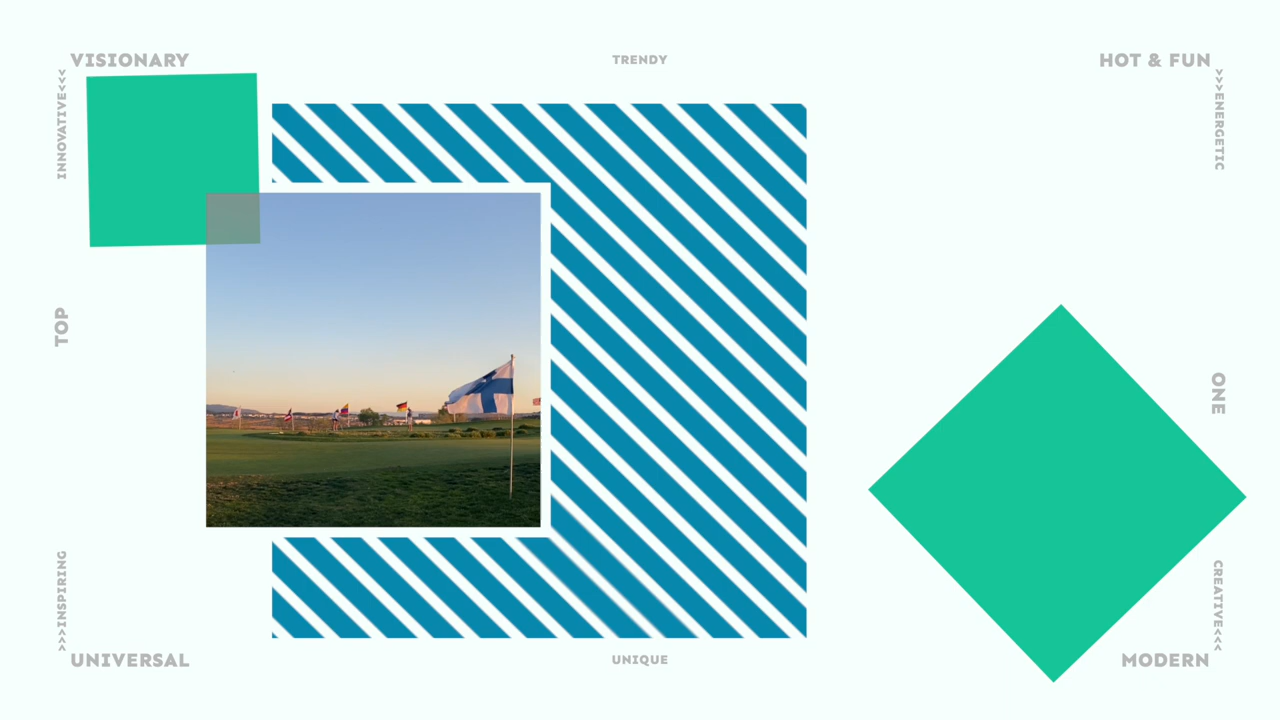 VISIONARY
TRENDY
HOT & FUN
INNOVATIVE<<<
>>>ENERGETIC
TOP
ONE
>>>INSPIRING
CREATIVE<<<
UNIVERSAL
UNIQUE
MODERN